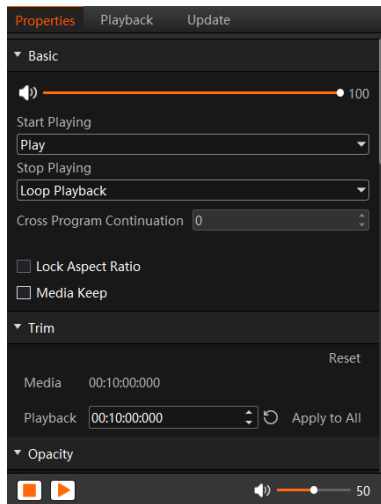 Properties Playback Update
Basic
100
Start Playing
Play
Stop Playing
Loop Playback
Cross Program Continuation 0
Lock Aspect Ratio
Media Keep
Trim
Reset
Media 00:10:00:000
Playback 00:10:00:000 Apply to All
Opacity
50